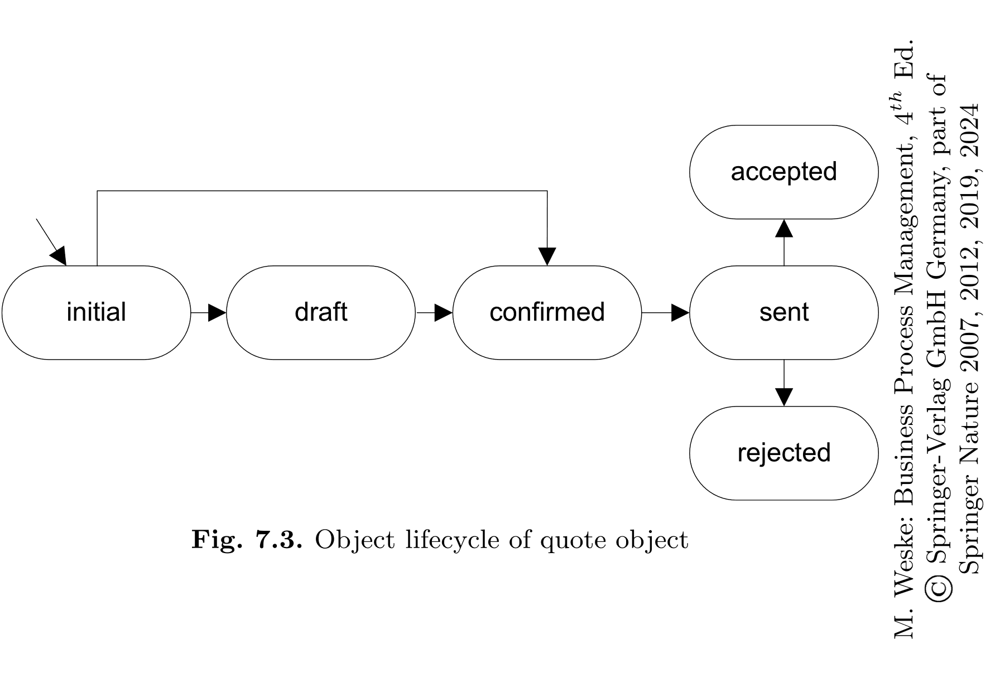 accepted
initial
draft
confirmed
sent
rejected
Fig. 7.3. Object lifecycle of quote object
M. Weske: Business Process Management, 4th Ed.
© Springer-Verlag GmbH Germany, part of
Springer Nature 2007, 2012, 2019, 2024